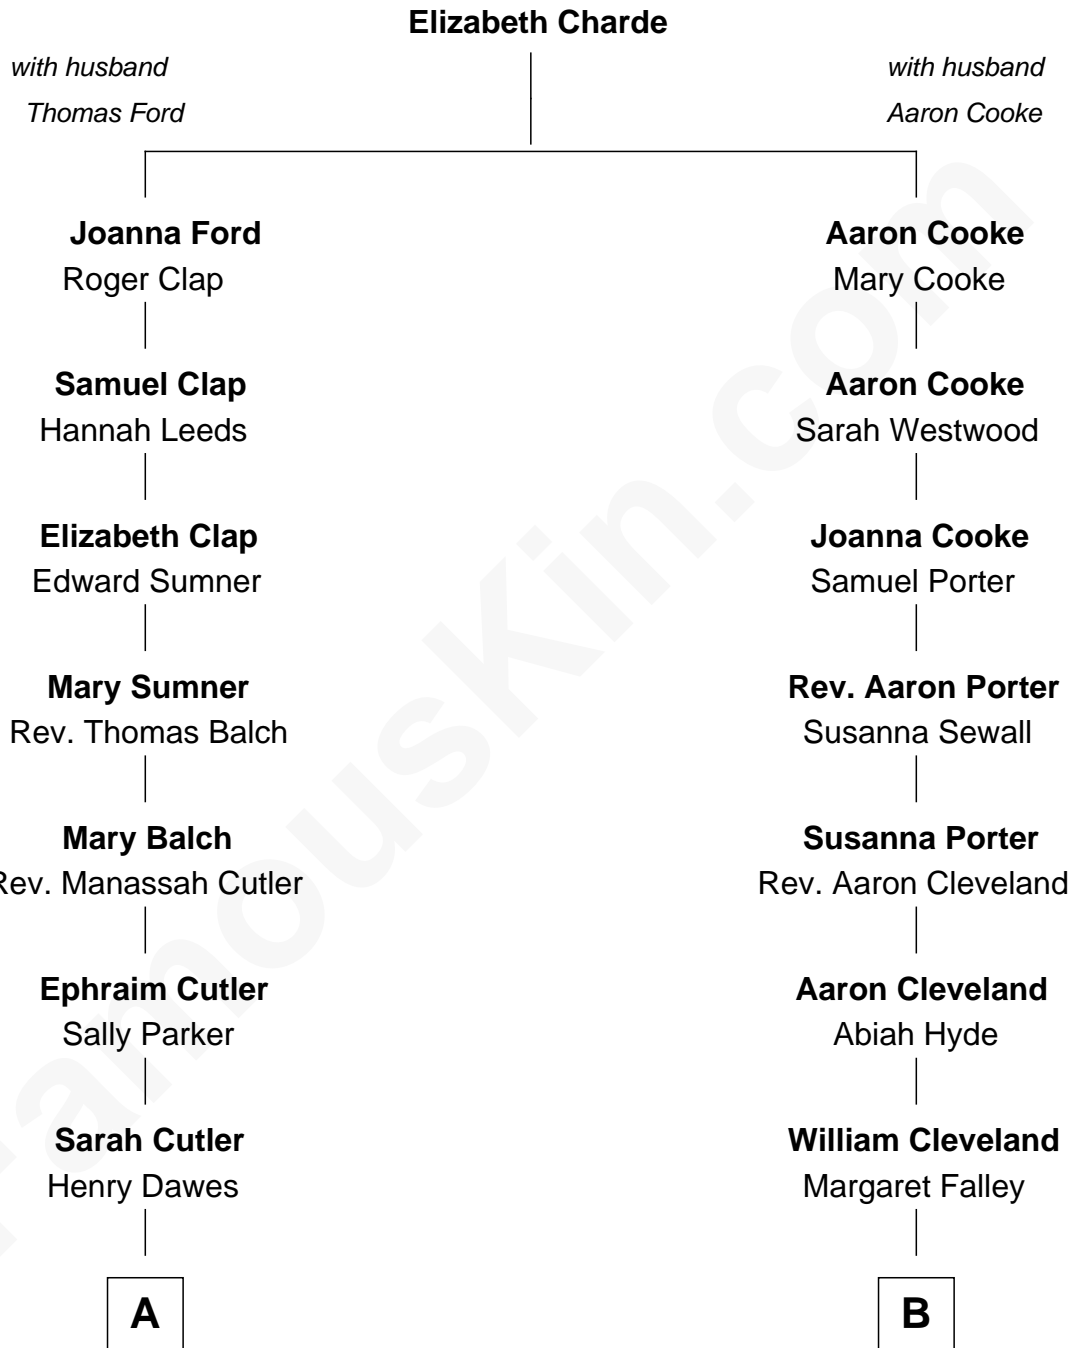 Elizabeth Charde
with husband
Thomas Ford
with husband
Aaron Cooke
Joanna Ford
Roger Clap
Aaron Cooke
Mary Cooke
Samuel Clap
Hannah Leeds
Aaron Cooke
Sarah Westwood
Elizabeth Clap
Edward Sumner
Joanna Cooke
Samuel Porter
Mary Sumner
Rev. Thomas Balch
Rev. Aaron Porter
Susanna Sewall
Mary Balch
Rev. Manassah Cutler
Susanna Porter
Rev. Aaron Cleveland
Ephraim Cutler
Sally Parker
Aaron Cleveland
Abiah Hyde
Sarah Cutler
Henry Dawes
William Cleveland
Margaret Falley
A
B
FamousKin.com